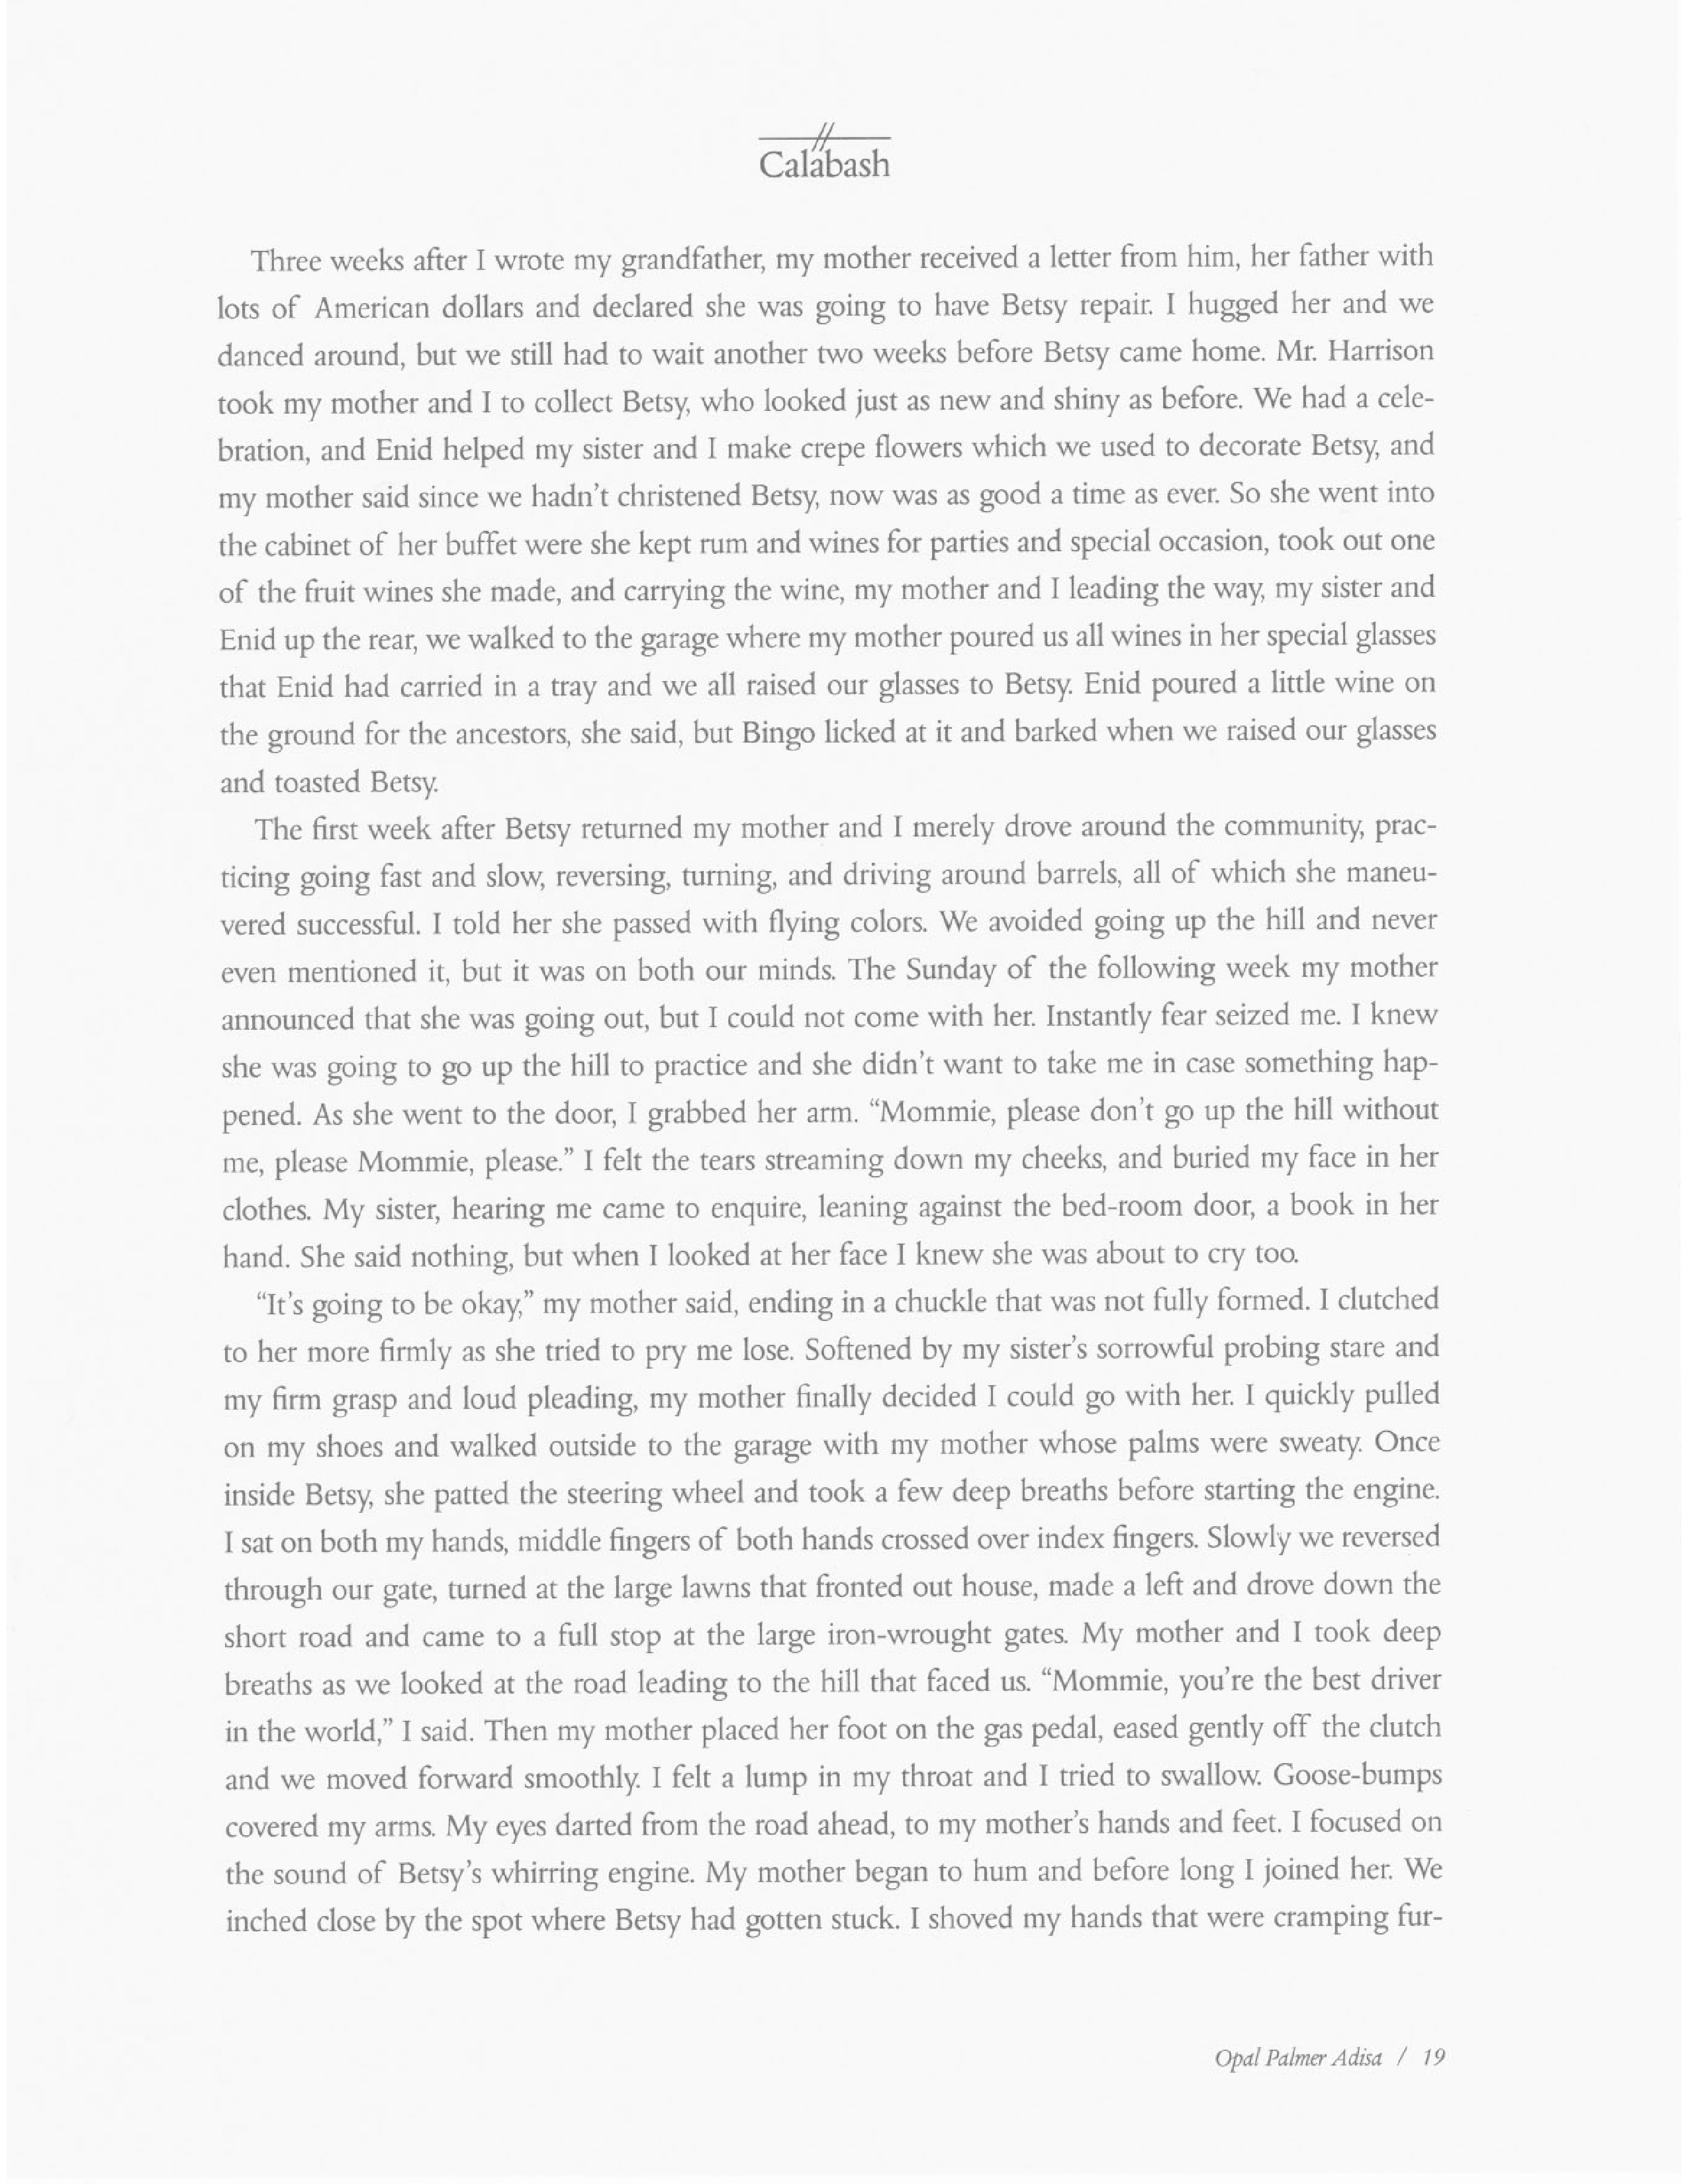 Calabash
Three weeks after I wrote my grandfather, my mother received a letter from him, her father with
lots of American dollars and declared she was going to have Betsy repair. I hugged her and we
danced around, but we still had to wait another two weeks before Betsy came home. Mr. Harrison
took my mother and I to collect Betsy, who looked just as new and shiny as before. We had a cele-
bration, and Enid helped my sister and I make crepe flowers which we used to decorate Betsy, and
my mother said since we hadn't christened Betsy, now was as good a time as ever. So she went into
the cabinet of her buffet were she kept rum and wines for parties and special occasion, took out one
of the fruit wines she made, and carrying the wine, my mother and I leading the way, my sister and
Enid up the rear, we walked to the garage where my mother poured us all wines in her special glasses
that Enid had carried in a tray and we all raised our glasses to Betsy. Enid poured a little wine on
the ground for the ancestors, she said, but Bingo licked at it and barked when we raised our glasses
and toasted Betsy.
The first week after Betsy returned my mother and I merely drove around the community, prac-
ticing going fast and slow, reversing, turning, and driving around barrels, all of which she maneu-
vered successful. I told her she passed with flying colors. We avoided going up the hill and never
even mentioned it, but it was on both our minds. The Sunday of the following week my mother
announced that she was going out, but I could not come with her. Instantly fear seized me. I knew
she was going to go up the hill to practice and she didn't want to take me in case something hap-
pened. As she went to the door, I grabbed her arm. “Mommie, please don't go up the hill without
me, please Mommie, please.” I felt the tears streaming down my cheeks, and buried my face in her
clothes. My sister, hearing me came to enquire, leaning against the bed-room door, a book in her
hand. She said nothing, but when I looked at her face I knew she was about to cry too.
“It's going to be okay,” my mother said, ending in a chuckle that was not fully formed. I clutched
to her more firmly as she tried to pry me lose. Softened by my sister's sorrowful probing stare and
my firm grasp and loud pleading, my mother finally decided I could go with her. I quickly pulled
on my shoes and walked outside to the garage with my mother whose palms were sweaty. Once
inside Betsy, she patted the steering wheel and took a few deep breaths before starting the engine.
I sat on both my hands, middle fingers of both hands crossed over index fingers. Slowly we reversed
through our gate, turned at the large lawns that fronted out house, made a left and drove down the
short road and came to a full stop at the large iron-wrought gates. My mother and I took deep
breaths as we looked at the road leading to the hill that faced us. “Mommie, you're the best driver
in the world,” I said. Then my mother placed her foot on the gas pedal, eased gently off the clutch
and we moved forward smoothly. I felt a lump in my throat and I tried to swallow. Goose-bumps
covered my arms. My eyes darted from the road ahead, to my mother's hands and feet. I focused on
the sound of Betsy's whirring engine. My mother began to hum and before long I joined her. We
inched close by the spot where Betsy had gotten stuck. I shoved my hands that were cramping fur-
Opal Palmer Adisa / 19